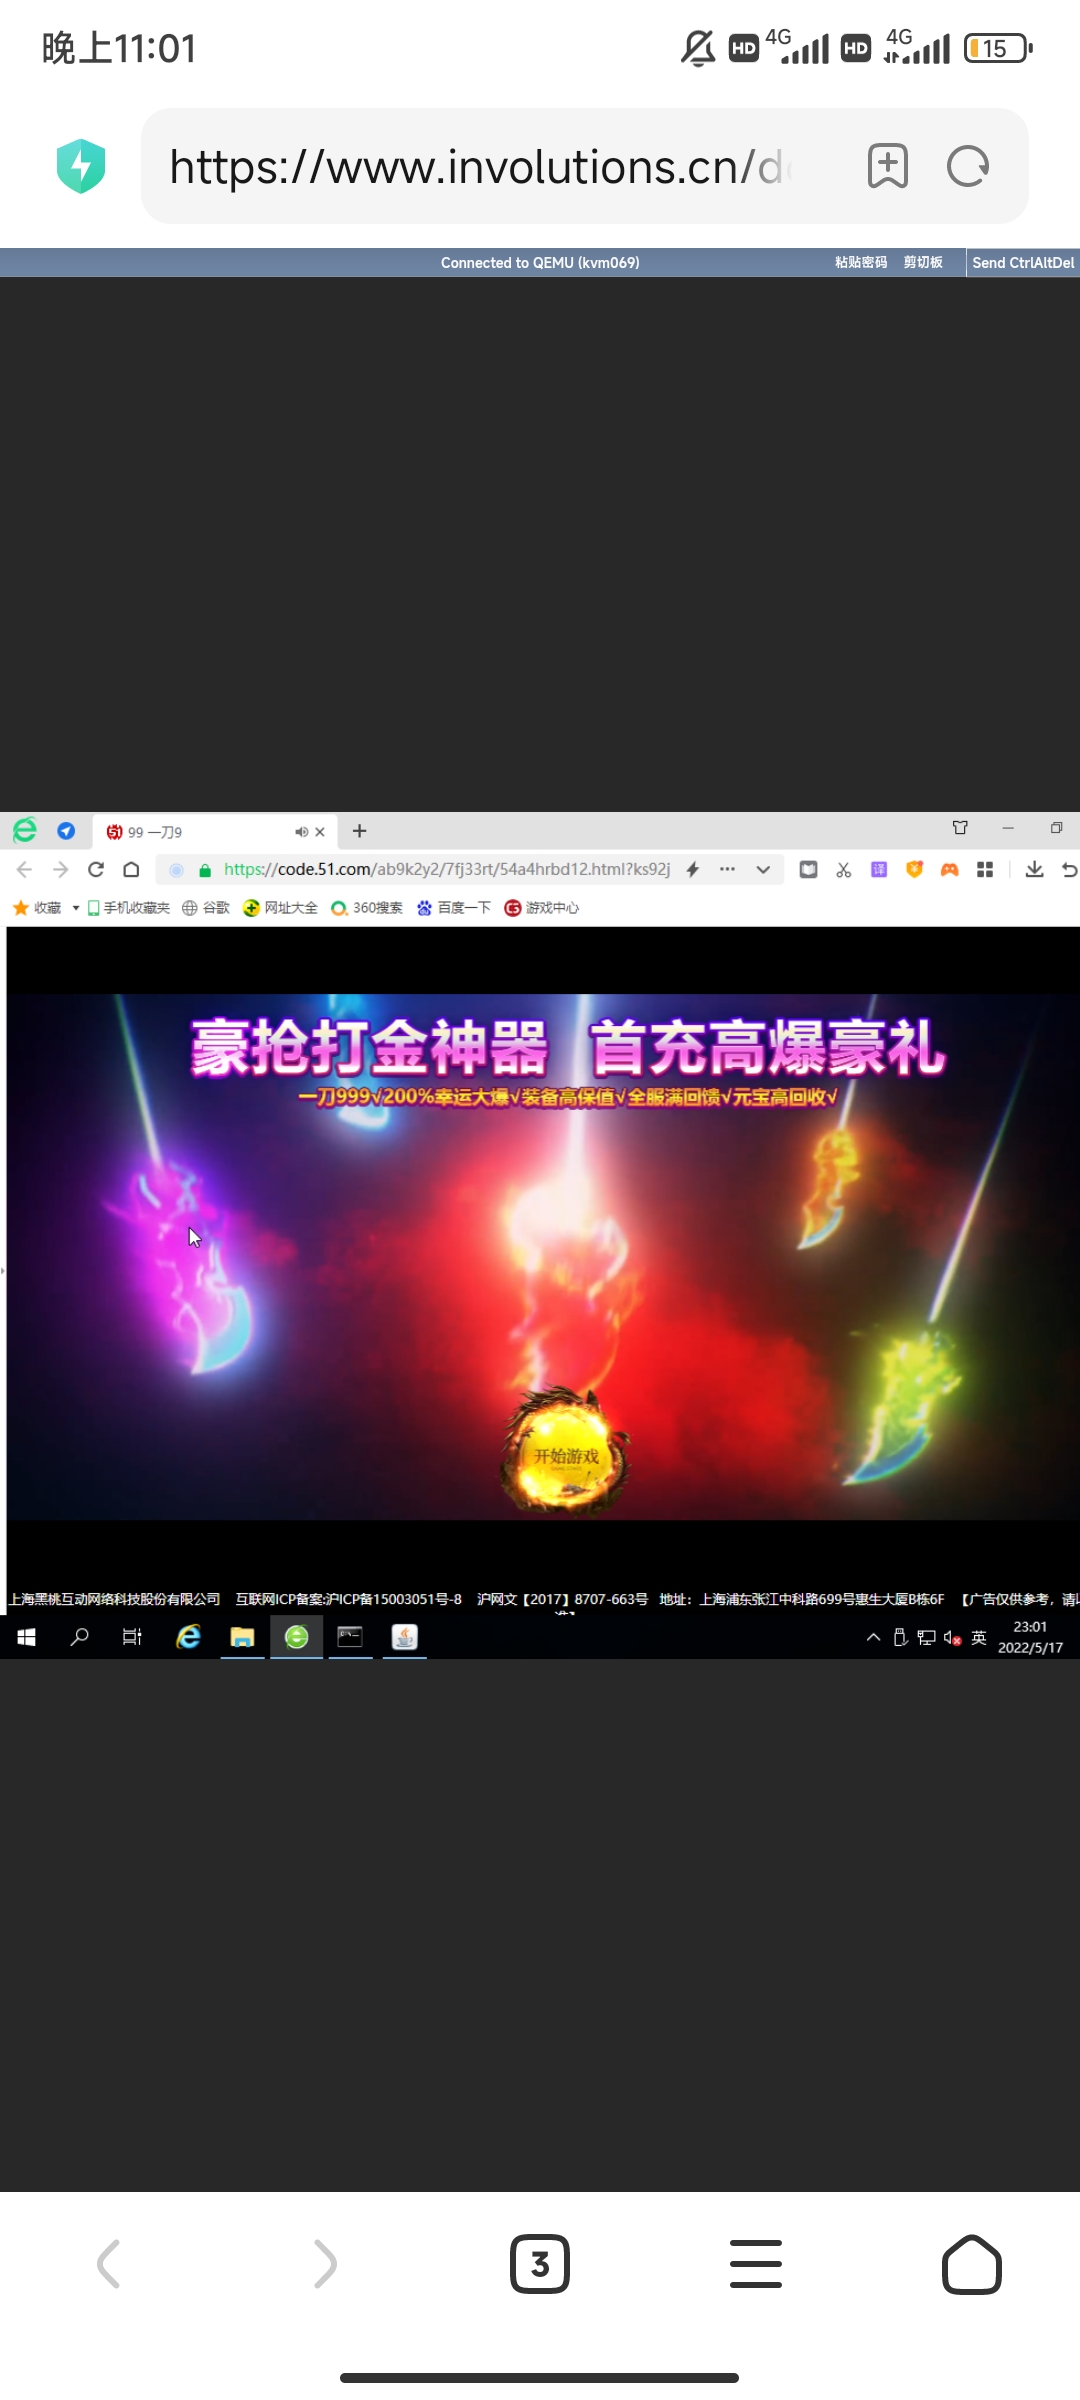 晚上11:01
HD 4G HD 4G 15
https://www.involutions.cn/d
Connected to QEMU (kvm069) 粘贴密码 剪切板 Send CtrlAltDel
99 一刀9
https://code.51.com/ab9k2y2/7fj33rt/54a4hrbd12.html?ks92j
译
收藏 手机收藏夹 谷歌 网址大全 360搜索 百度一下 游戏中心
豪抢打金神器 首充高爆豪礼
一刀999√200%幸运大爆√装备高保值√全服满回馈√元宝高回收√
开始游戏
上海黑桃互动网络科技股份有限公司 互联网ICP备案:沪ICP备15003051号-8 沪网文【2017】8707-663号 地址：上海浦东张江中科路699号惠生大厦B栋6F 【广告仅供参考，请以
英
23:01
2022/5/17
3